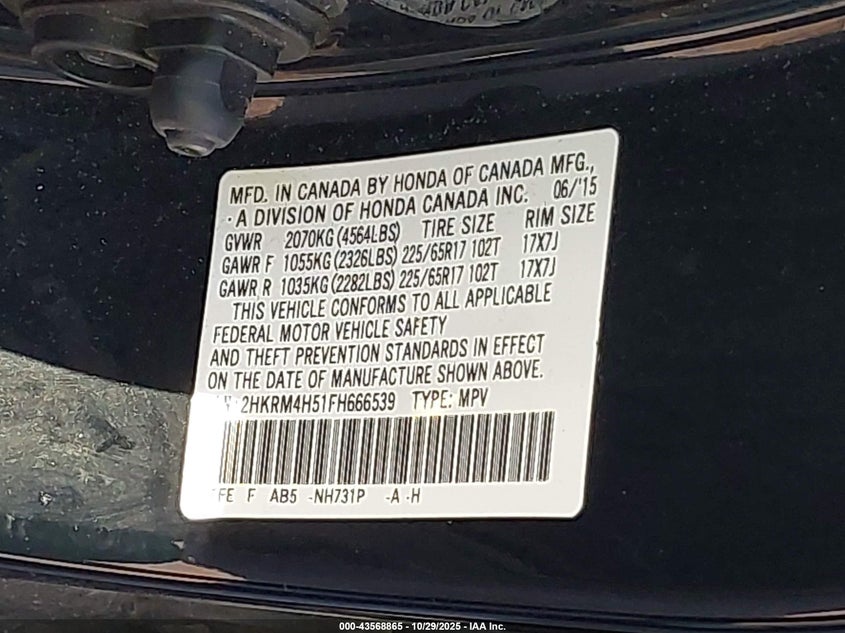 MFD. IN CANADA BY HONDA OF CANADA MFG.,
· A DIVISION OF HONDA CANADA INC. 06/'15
GVWR 2070KG (4564LBS) TIRE SIZE RIM SIZE
GAWR F 1055KG (2326LBS) 225/65R17 102T 17X7J
GAWR R 1035KG (2282LBS) 225/65R17 102T 17X7J
THIS VEHICLE CONFORMS TO ALL APPLICABLE
FEDERAL MOTOR VEHICLE SAFETY
AND THEFT PREVENTION STANDARDS IN EFFECT
ON THE DATE OF MANUFACTURE SHOWN ABOVE.
2HKRM4H51FH666539 TYPE: MPV
FE F AB5 -NH731P -A -H
000-43568865 - 10/29/2025 - IAA Inc.